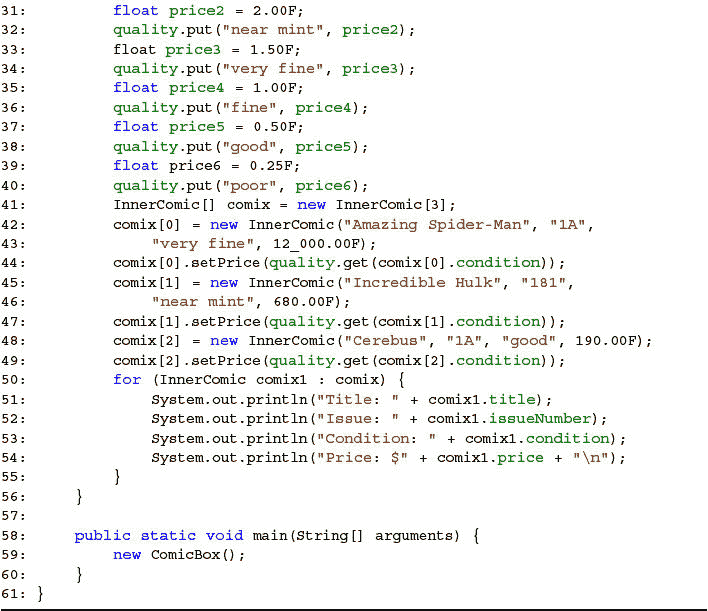 31:         float price2 = 2.00F;
32:         quality.put("near mint", price2);
33:         float price3 = 1.50F;
34:         quality.put("very fine", price3);
35:         float price4 = 1.00F;
36:         quality.put("fine", price4);
37:         float price5 = 0.50F;
38:         quality.put("good", price5);
39:         float price6 = 0.25F;
40:         quality.put("poor", price6);
41:         InnerComic[] comix = new InnerComic[3];
42:         comix[0] = new InnerComic("Amazing Spider-Man", "1A",
43:             "very fine", 12_000.00F);
44:         comix[0].setPrice(quality.get(comix[0].condition));
45:         comix[1] = new InnerComic("Incredible Hulk", "181",
46:             "near mint", 680.00F);
47:         comix[1].setPrice(quality.get(comix[1].condition));
48:         comix[2] = new InnerComic("Cerebus", "1A", "good", 190.00F);
49:         comix[2].setPrice(quality.get(comix[2].condition));
50:         for (InnerComic comix1 : comix) {
51:             System.out.println("Title: " + comix1.title);
52:             System.out.println("Issue: " + comix1.issueNumber);
53:             System.out.println("Condition: " + comix1.condition);
54:             System.out.println("Price: $" + comix1.price + "\n");
55:         }
56:     }
57:
58:     public static void main(String[] arguments) {
59:         new ComicBox();
60:     }
61: }